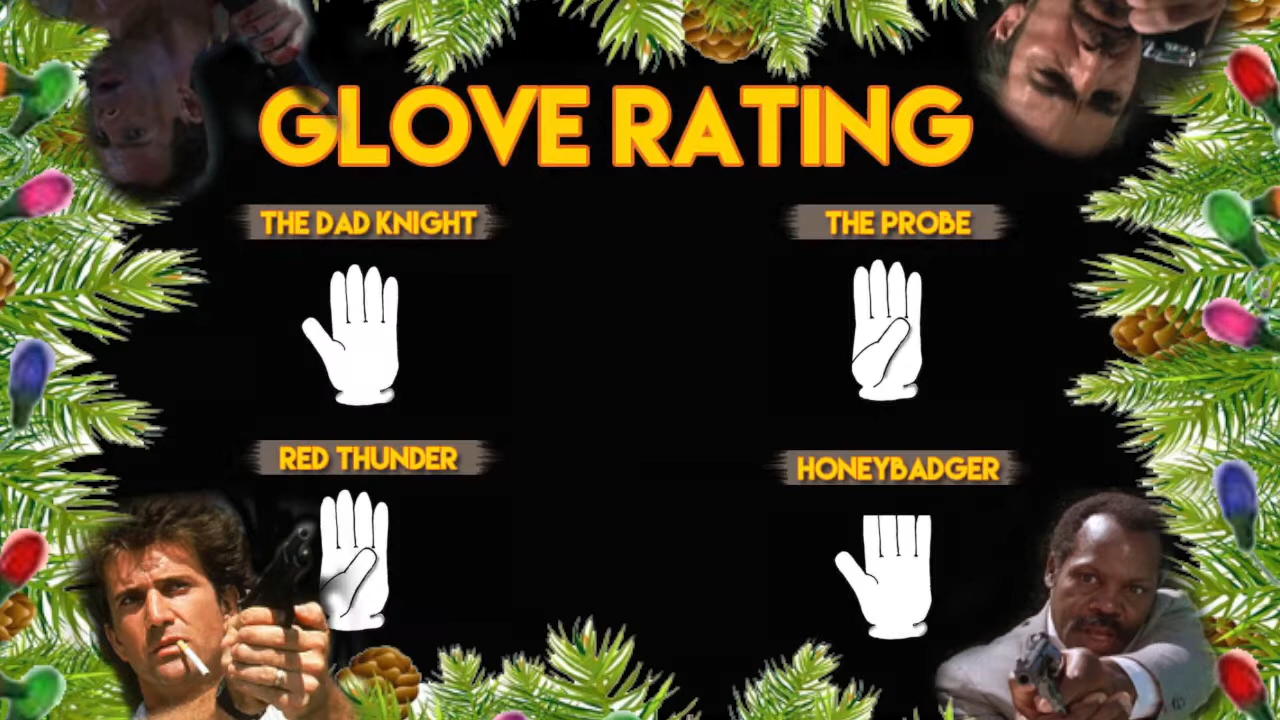 GLOVE RATING
THE DAD KNIGHT
THE PROBE
RED THUNDER
HONEYBADGER